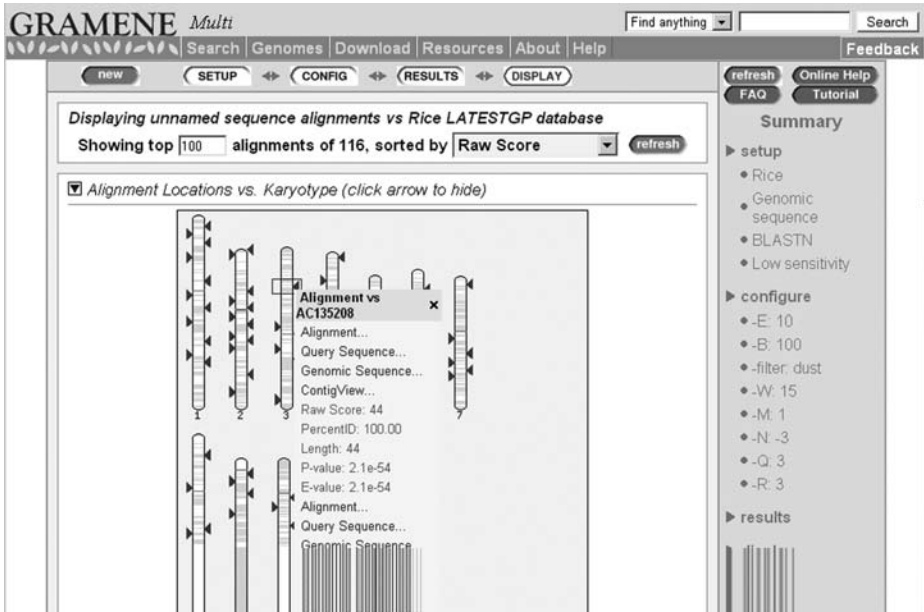 GRAMENE Multi
Find anything
Search
Search Genomes Download Resources About Help
Feedback
new
SETUP
CONFIG
RESULTS
DISPLAY
refresh
Online Help
FAQ
Tutorial
Displaying unnamed sequence alignments vs Rice LATESTGP database
Showing top 100 alignments of 116, sorted by Raw Score refresh
Alignment Locations vs. Karyotype (click arrow to hide)
1
2
3
7
Alignment vs
AC135208
Alignment...
Query Sequence...
Genomic Sequence...
ContigView...
Raw Score: 44
PercentID: 100.00
Length: 44
P-value: 2.1e-54
E-value: 2.1e-54
Alignment...
Query Sequence...
Genomic Sequence
Summary
setup
Rice
Genomic
sequence
BLASTN
Low sensitivity
configure
-E: 10
-B: 100
-filter: dust
-W: 15
-M: 1
-N: -3
-Q: 3
-R: 3
results